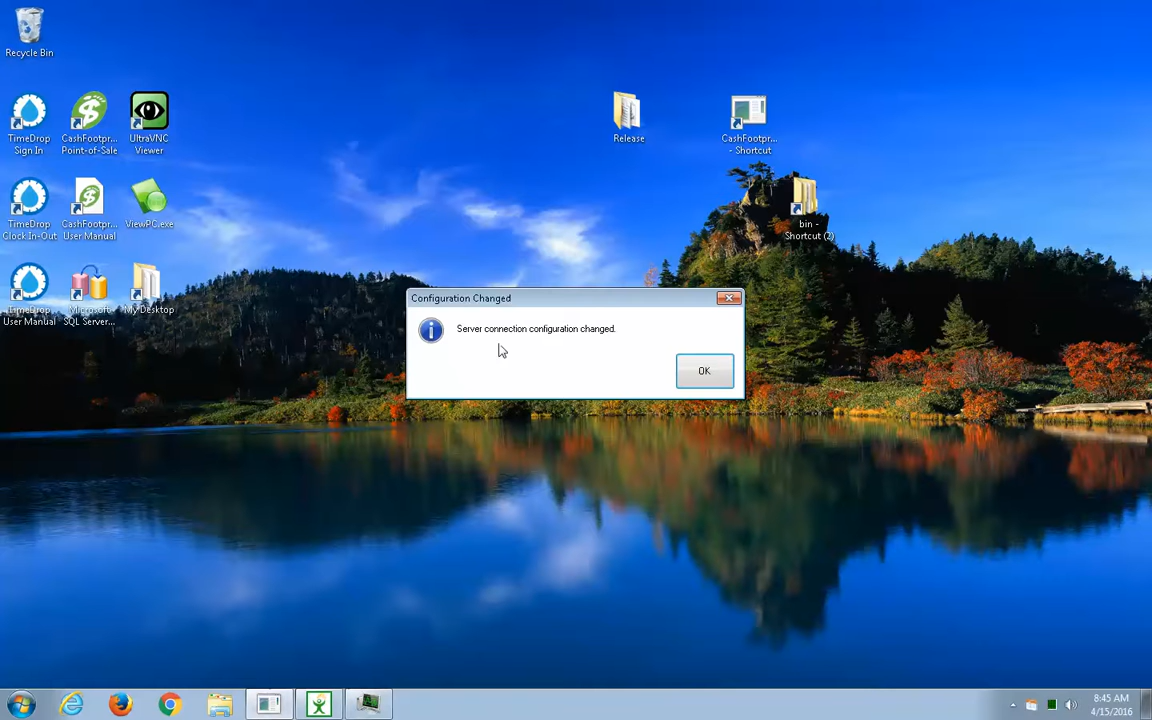 Recycle Bin
TimeDrop
Sign In
CashFootpr...
Point-of-Sale
UltraVNC
Viewer
Release
CashFootpr...
- Shortcut
TimeDrop
Clock In-Out
CashFootpr...
User Manual
ViewPC.exe
bin -
Shortcut (2)
TimeDrop
User Manual
Microsoft
SQL Server...
My Desktop
Configuration Changed
Server connection configuration changed.
OK
8:45 AM
4/15/2016